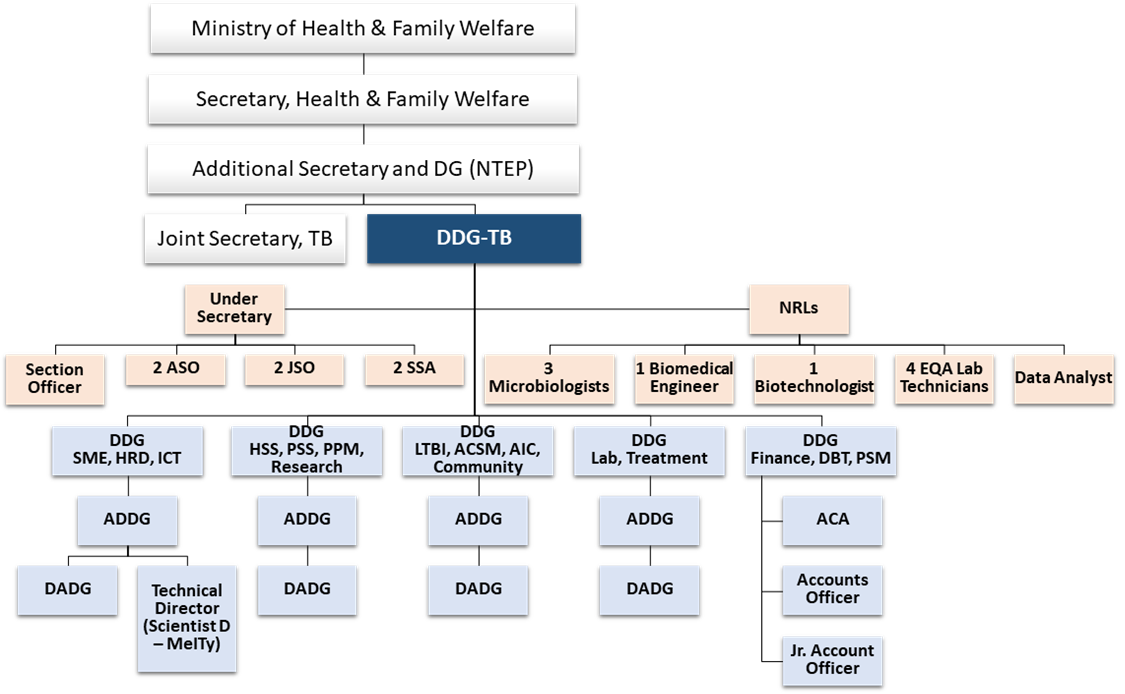 Ministry of Health & Family Welfare
Secretary, Health & Family Welfare
Additional Secretary and DG (NTEP)
Joint Secretary, TB
DDG-TB
Under
Secretary
NRLs
Section
Officer
2 ASO
2 JSO
2 SSA
3
Microbiologists
1 Biomedical
Engineer
1
Biotechnologist
4 EQA Lab
Technicians
Data Analyst
DDG
SME, HRD, ICT
DDG
HSS, PSS, PPM,
Research
DDG
LTBI, ACSM, AIC,
Community
DDG
Lab, Treatment
DDG
Finance, DBT, PSM
ADDG
ADDG
ADDG
ADDG
ACA
DADG
Technical
Director
(Scientist D
– MeITy)
DADG
DADG
DADG
Accounts
Officer
Jr. Account
Officer